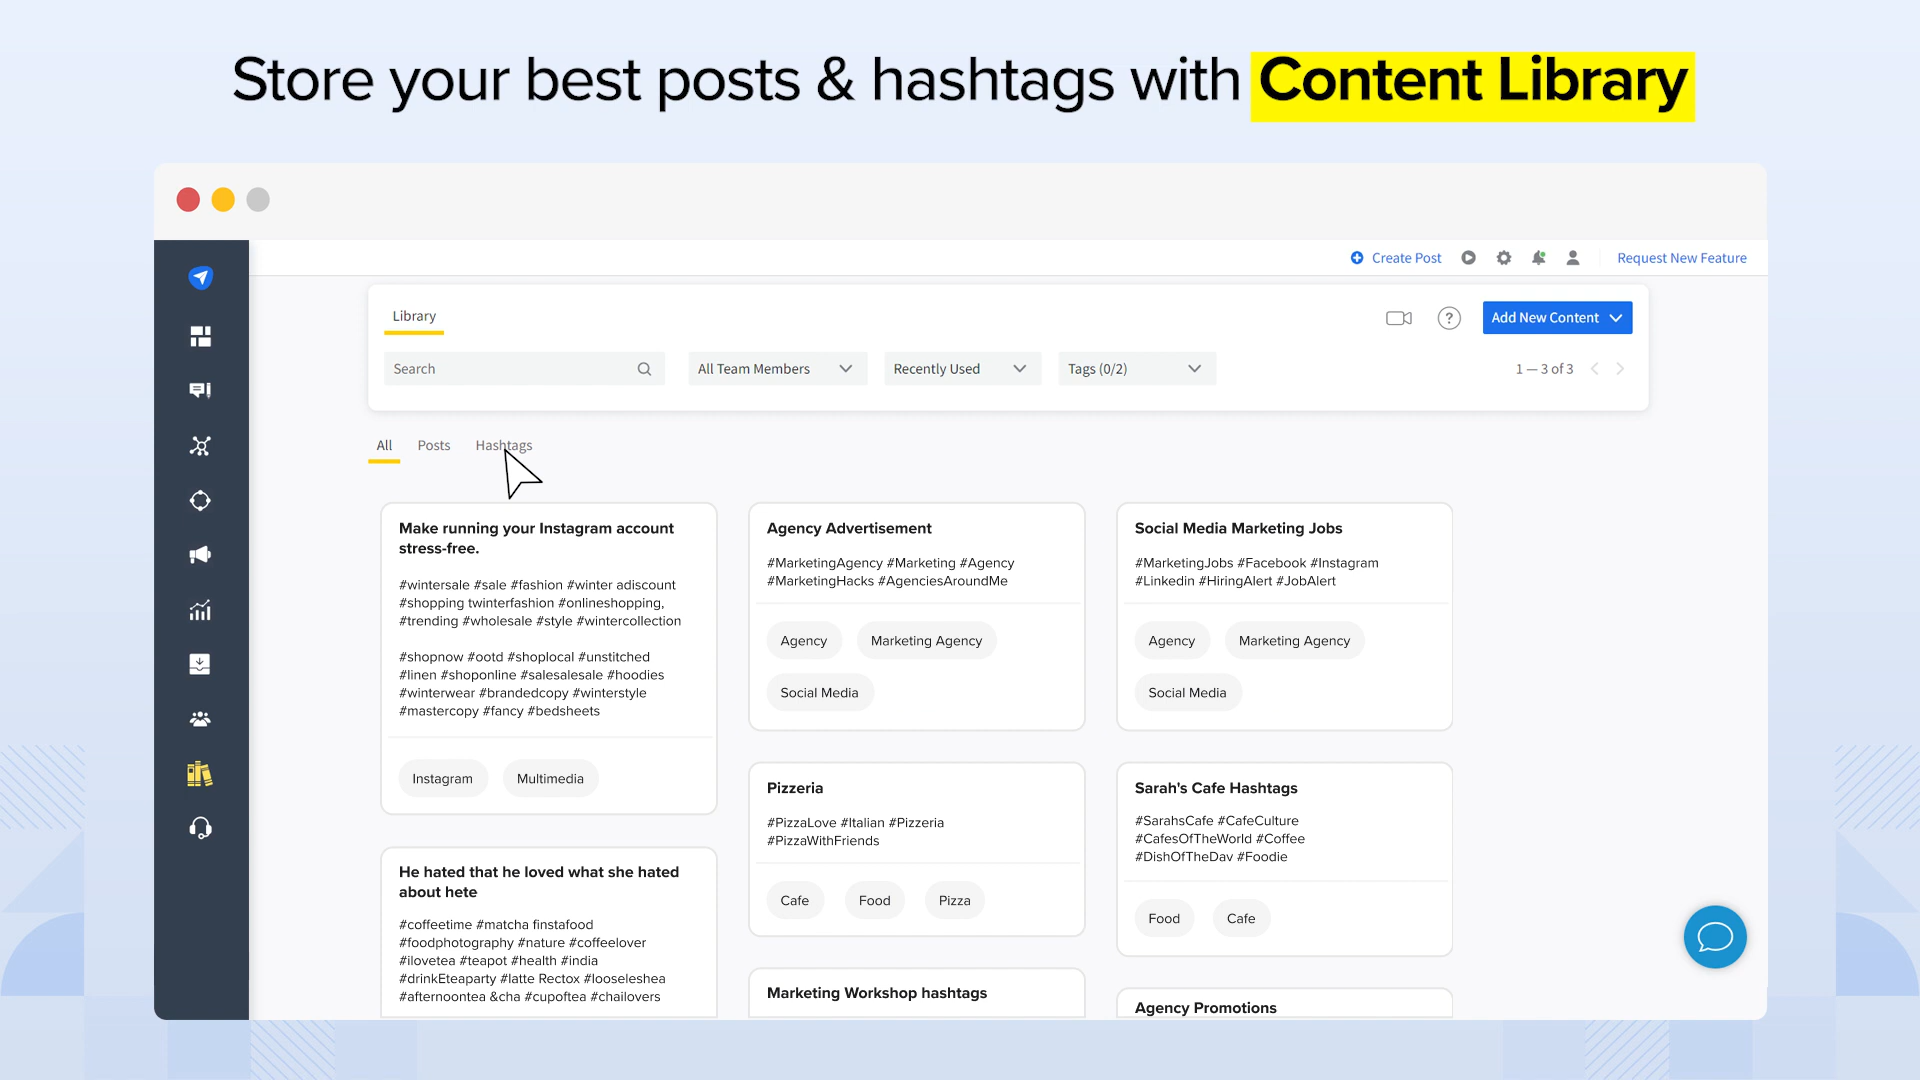 Store your best posts & hashtags with Content Library
Create Post
Request New Feature
Library
?
Add New Content
Search
All Team Members
Recently Used
Tags (0/2)
1 — 3 of 3
All
Posts
Hashtags
Make running your Instagram account
stress-free.
#wintersale #sale #fashion #winter adiscount
#shopping twinterfashion #onlineshopping,
#trending #wholesale #style #wintercollection
#shopnow #ootd #shoplocal #unstitched
#linen #shoponline #salesalesale #hoodies
#winterwear #brandedcopy #winterstyle
#mastercopy #fancy #bedsheets
Instagram
Multimedia
He hated that he loved what she hated
about hete
#coffeetime #matcha finstafood
#foodphotography #nature #coffeelover
#ilovetea #teapot #health #india
#drinkEteaparty #latte Rectox #looseleshea
#afternoontea &cha #cupoftea #chailovers
Agency Advertisement
#MarketingAgency #Marketing #Agency
#MarketingHacks #AgenciesAroundMe
Agency
Marketing Agency
Social Media
Pizzeria
#PizzaLove #Italian #Pizzeria
#PizzaWithFriends
Cafe
Food
Pizza
Marketing Workshop hashtags
Social Media Marketing Jobs
#MarketingJobs #Facebook #Instagram
#Linkedin #HiringAlert #JobAlert
Agency
Marketing Agency
Social Media
Sarah's Cafe Hashtags
#SarahsCafe #CafeCulture
#CafesOfTheWorld #Coffee
#DishOfTheDav #Foodie
Food
Cafe
Agency Promotions